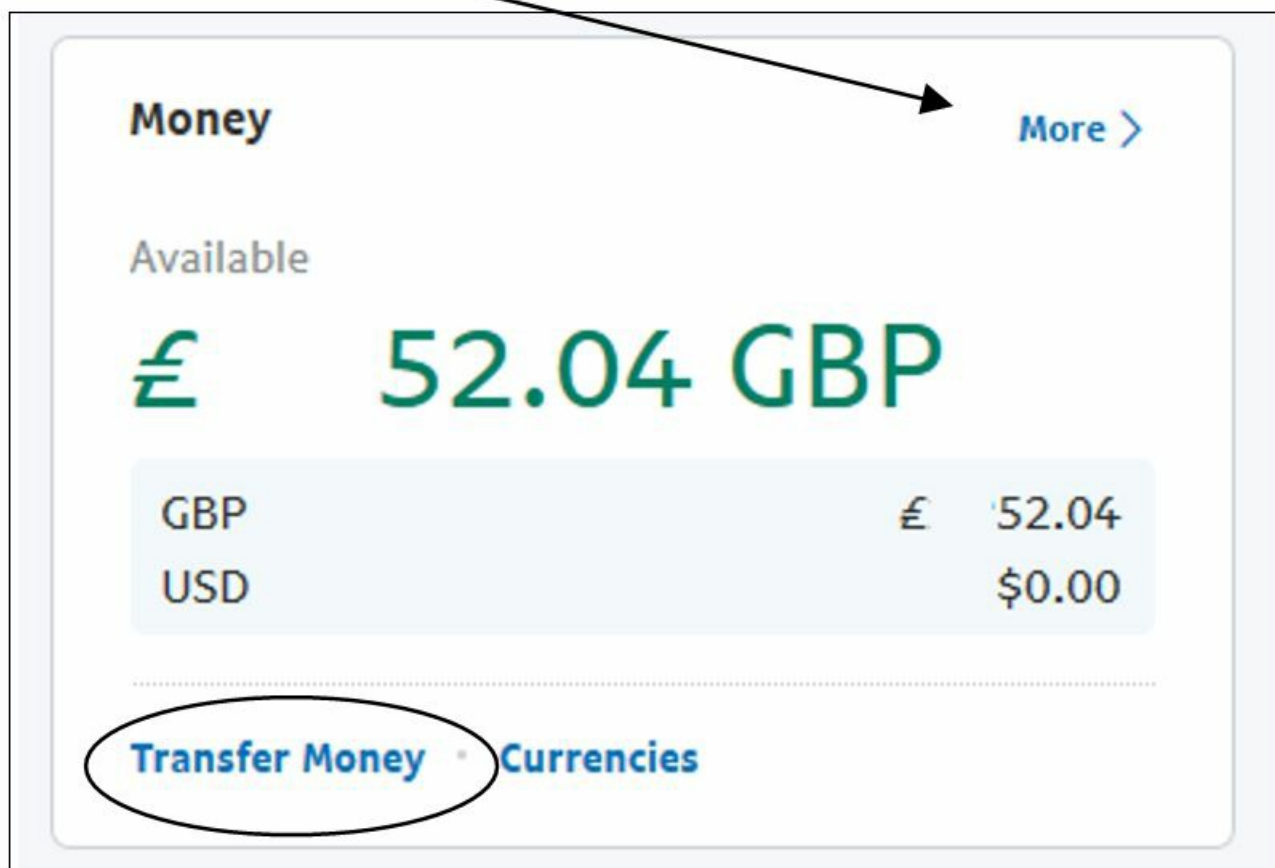 Money
More >
Available
£ 52.04 GBP
GBP £ 52.04
USD $0.00
Transfer Money · Currencies